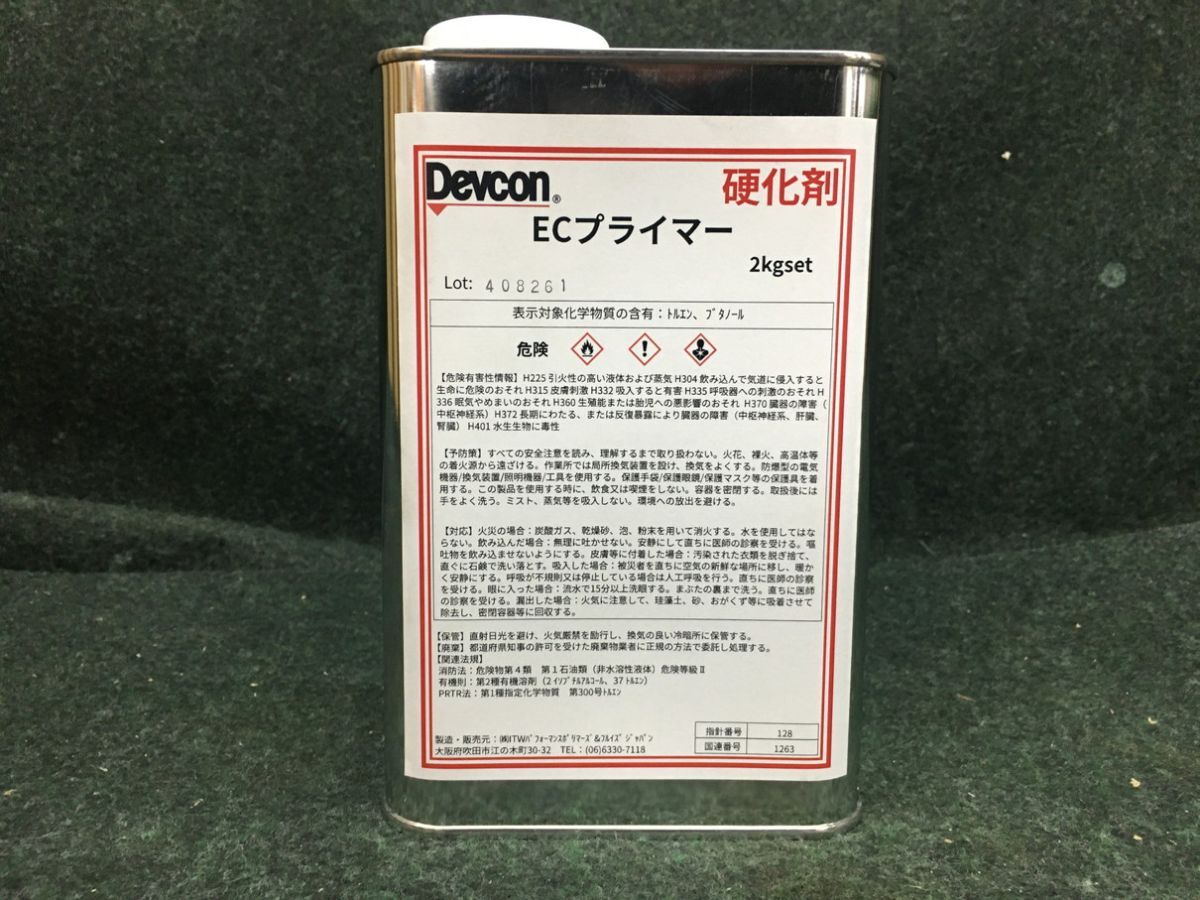 Devcon®
硬化剤
ECプライマー
2kgset
Lot: 408261
表示対象化学物質の含有：ﾄﾙｴﾝ、ﾌﾞﾀﾉｰﾙ
危険
【危険有害性情報】H225 引火性の高い液体および蒸気 H304 飲み込んで気道に侵入すると
生命に危険のおそれ H315 皮膚刺激 H332 吸入すると有害 H335 呼吸器への刺激のおそれ H
336 眠気やめまいのおそれ H360 生殖能または胎児への悪影響のおそれ H370 臓器の障害（
中枢神経系）H372 長期にわたる、または反復暴露により臓器の障害（中枢神経系、肝臓、
腎臓） H401 水生生物に毒性
【予防策】すべての安全注意を読み、理解するまで取り扱わない。火花、裸火、高温体等
の着火源から遠ざける。作業所では局所換気装置を設け、換気をよくする。防爆型の電気
機器/換気装置/照明機器/工具を使用する。保護手袋/保護眼鏡/保護マスク等の保護具を着
用する。この製品を使用する時に、飲食又は喫煙をしない。容器を密閉する。取扱後には
手をよく洗う。ミスト、蒸気等を吸入しない。環境への放出を避ける。
【対応】火災の場合：炭酸ガス、乾燥砂、泡、粉末を用いて消火する。水を使用してはな
らない。飲み込んだ場合：無理に吐かせない。安静にして直ちに医師の診察を受ける。嘔
吐物を飲み込ませないようにする。皮膚等に付着した場合：汚染された衣類を脱ぎ捨て、
直ぐに石鹸で洗い落とす。吸入した場合：被災者を直ちに空気の新鮮な場所に移し、暖か
く安静にする。呼吸が不規則又は停止している場合は人工呼吸を行う。直ちに医師の診察
を受ける。眼に入った場合：流水で15分以上洗眼する。まぶたの裏まで洗う。直ちに医師
の診察を受ける。漏出した場合：火気に注意して、珪藻土、砂、おがくず等に吸着させて
除去し、密閉容器等に回収する。
【保管】直射日光を避け、火気厳禁を励行し、換気の良い冷暗所に保管する。
【廃棄】都道府県知事の許可を受けた廃棄物業者に正規の方法で委託し処理する。
【関連法規】
消防法：危険物第４類 第１石油類（非水溶性液体）危険等級Ⅱ
有機則：第2種有機溶剤（2 ｲｿﾌﾞﾁﾙｱﾙｺｰﾙ、37 ﾄﾙｴﾝ）
PRTR法：第1種指定化学物質 第300号ﾄﾙｴﾝ
製造・販売元：㈱ITWﾊﾟﾌｫｰﾏﾝｽﾎﾟﾘﾏｰｽﾞ&ﾌﾙｲｽﾞ ｼﾞｬﾊﾟﾝ
大阪府吹田市江の木町30-32 TEL：(06)6330-7118
指針番号 128
国連番号 1263